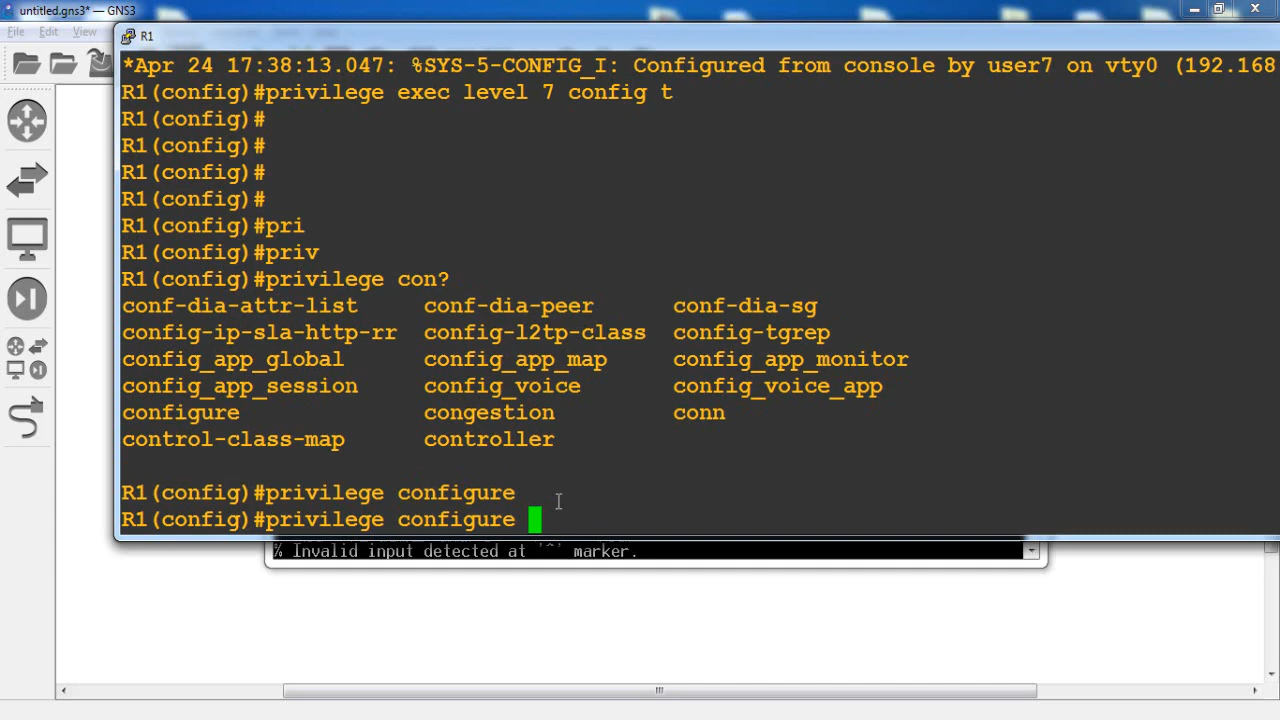 untitled.gns3* — GNS3
File Edit View
R1
*Apr 24 17:38:13.047: %SYS-5-CONFIG_I: Configured from console by user7 on vty0 (192.168
R1(config)#privilege exec level 7 config t
R1(config)#
R1(config)#
R1(config)#
R1(config)#
R1(config)#pri
R1(config)#priv
R1(config)#privilege con?
conf-dia-attr-list conf-dia-peer conf-dia-sg
config-ip-sla-http-rr config-l2tp-class config-tgrep
config_app_global config_app_map config_app_monitor
config_app_session config_voice config_voice_app
configure congestion conn
control-class-map controller
R1(config)#privilege configure
R1(config)#privilege configure
% Invalid input detected at '^' marker.